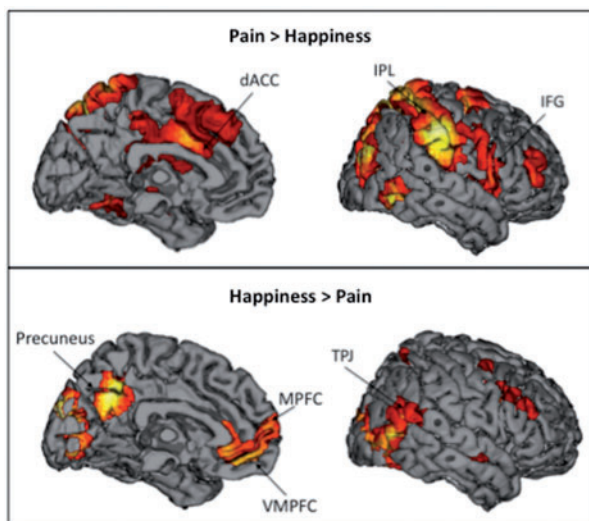 Pain > Happiness
dACC
IPL
IFG
Happiness > Pain
Precuneus
MPFC
VMPFC
TPJ